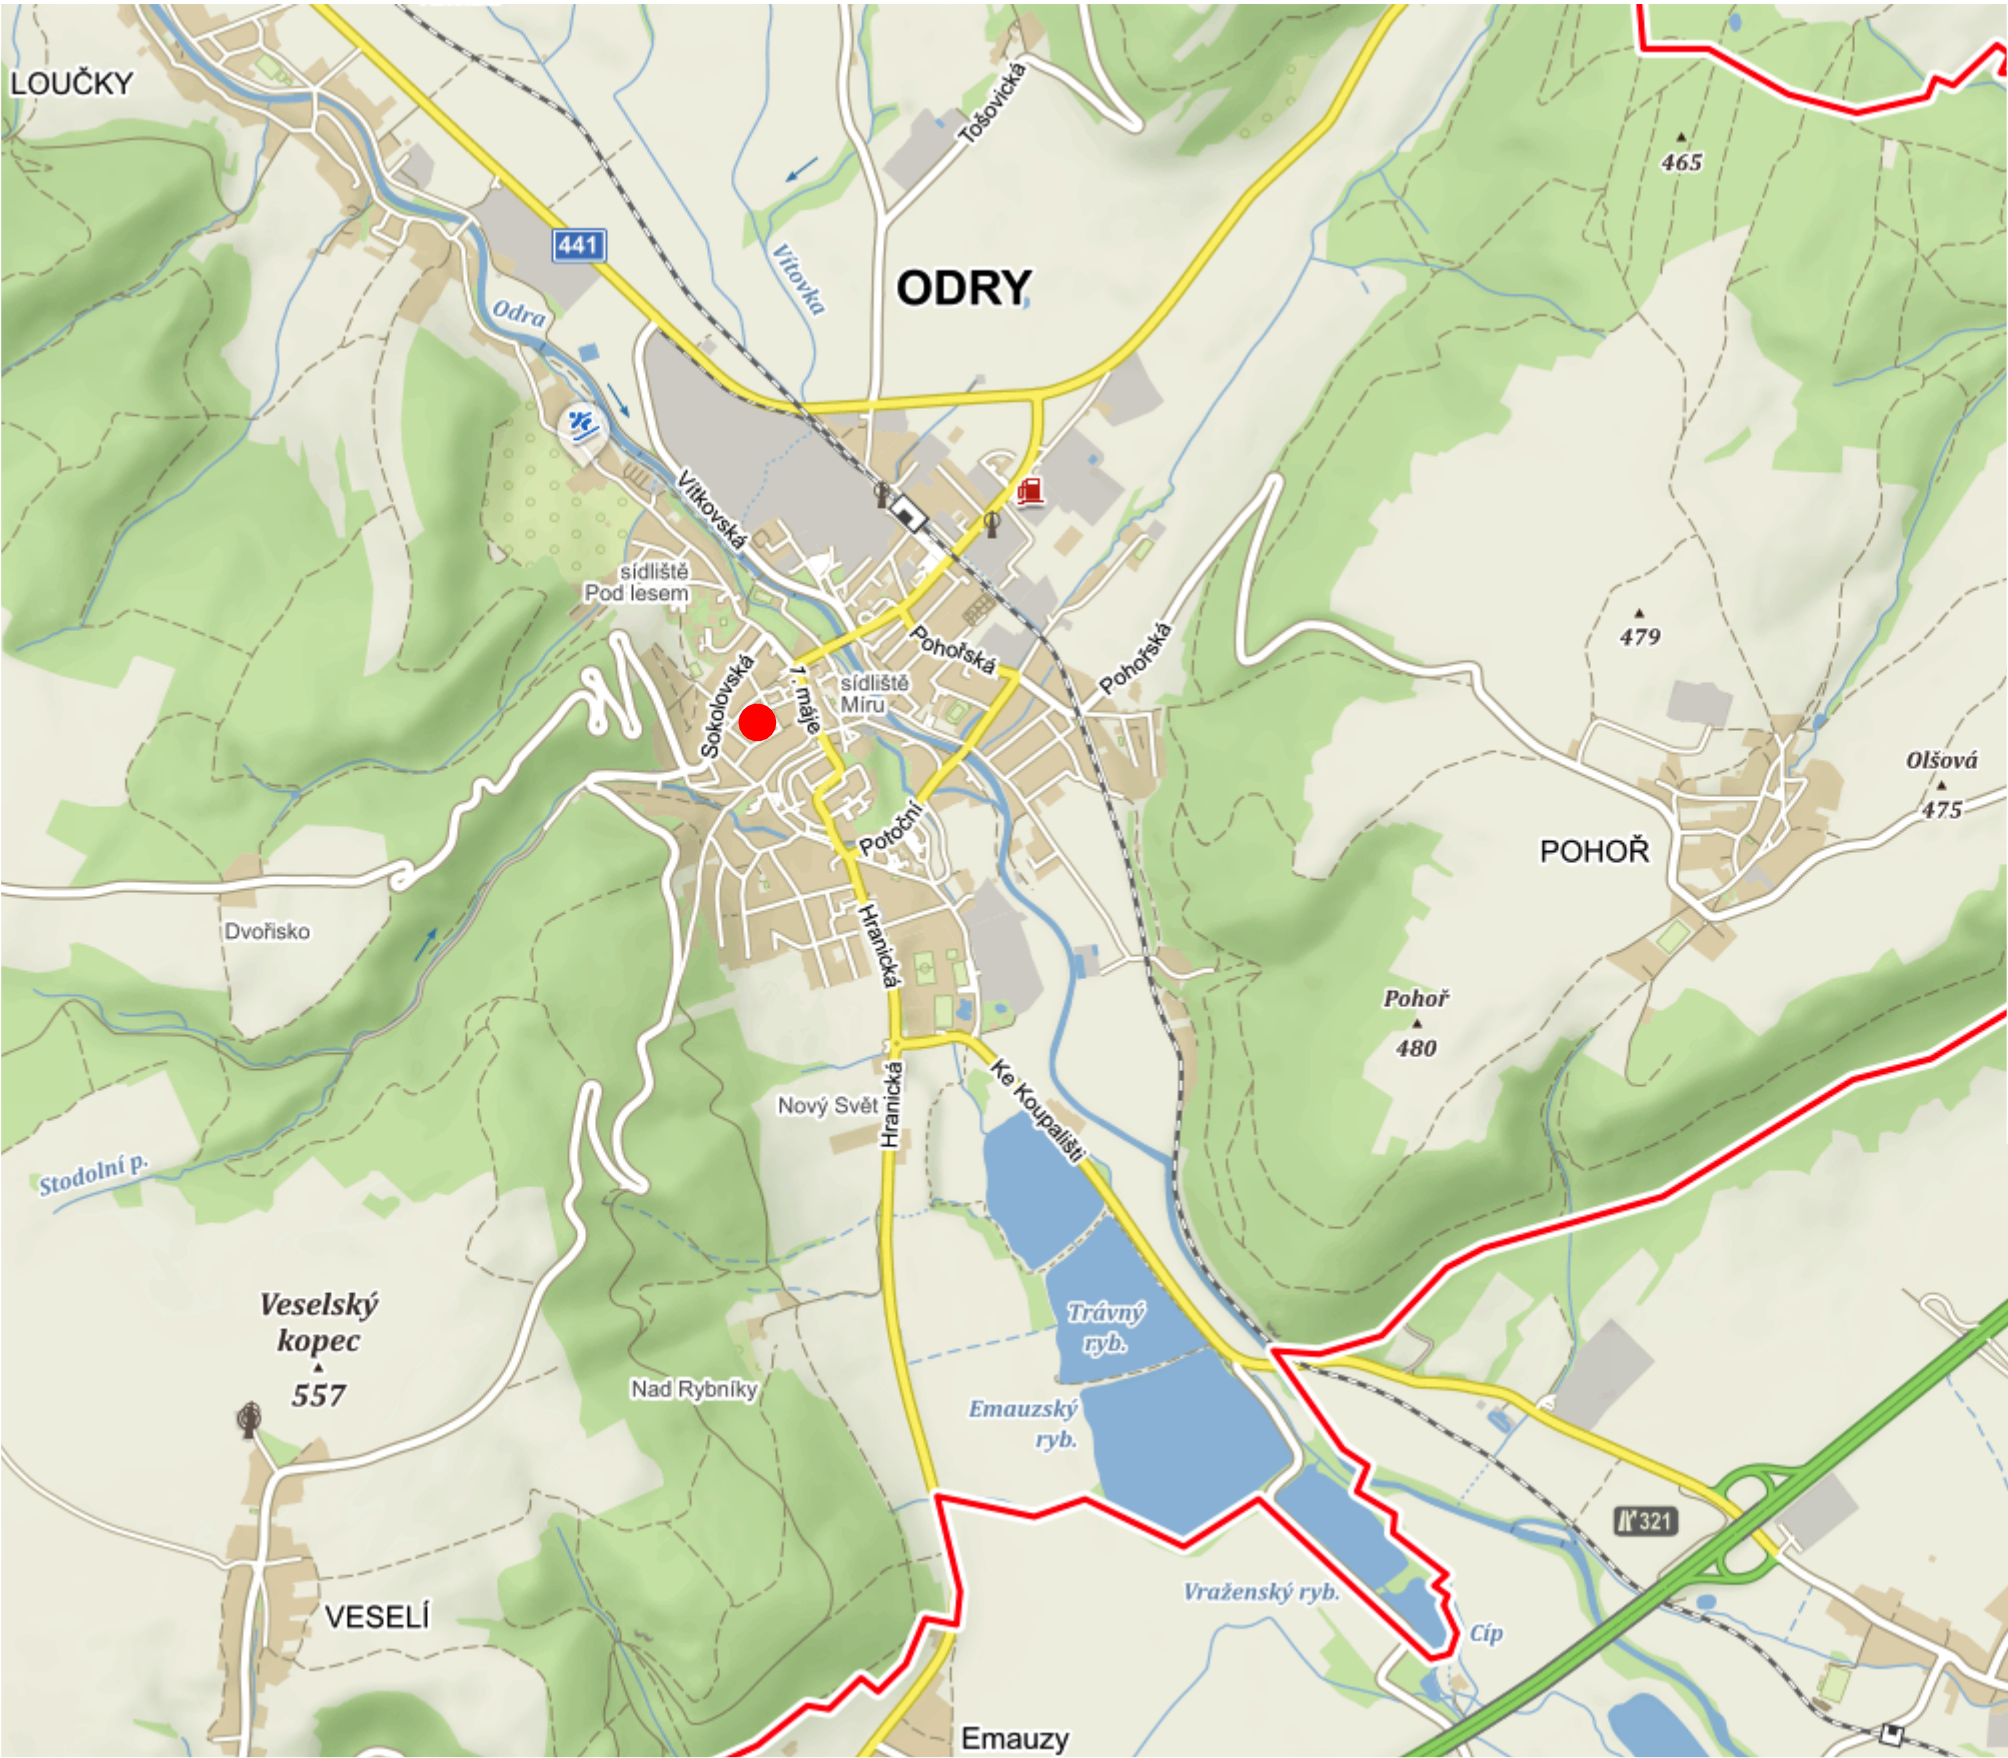 LOUČKY
Tošovická
465
441
Vítovka
ODRY
Odra
Vítkovská
sídliště
Pod lesem
Pohořská
Pohořská
479
Sokolovská
1. máje
sídliště
Míru
Olšová
475
Potoční
POHOŘ
Dvořisko
Hranická
Pohoř
480
Ke Koupališti
Nový Svět
Hranická
Stodolní p.
Veselský
kopec
557
Trávný
ryb.
Nad Rybníky
Emauzský
ryb.
321
Vraženský ryb.
VESELÍ
Cíp
Emauzy